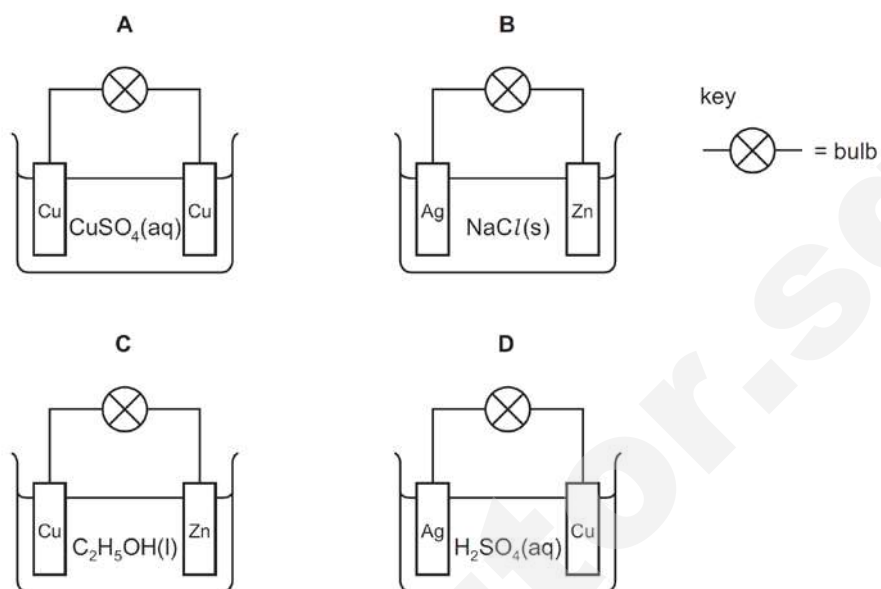 A
B
key
= bulb
Cu
CuSO₄(aq)
Cu
Ag
NaCl(s)
Zn
C
D
Cu
C₂H₅OH(l)
Zn
Ag
H₂SO₄(aq)
Cu